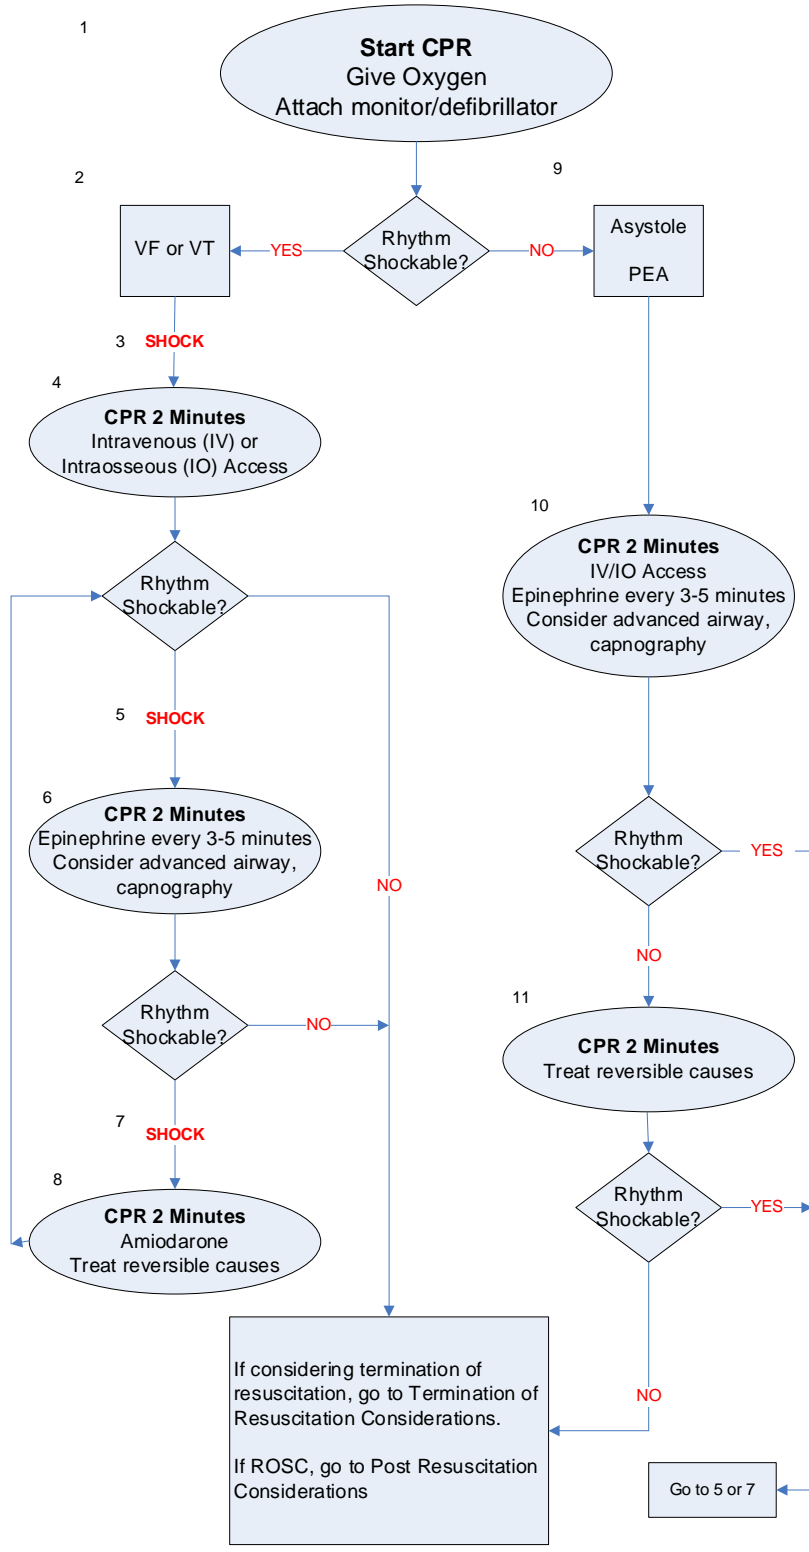 1
Start CPR
Give Oxygen
Attach monitor/defibrillator
2
9
VF or VT
YES
Rhythm
Shockable?
NO
Asystole
PEA
3
SHOCK
4
CPR 2 Minutes
Intravenous (IV) or
Intraosseous (IO) Access
10
CPR 2 Minutes
IV/IO Access
Epinephrine every 3-5 minutes
Consider advanced airway,
capnography
Rhythm
Shockable?
5
SHOCK
6
CPR 2 Minutes
Epinephrine every 3-5 minutes
Consider advanced airway,
capnography
NO
Rhythm
Shockable?
YES
NO
Rhythm
Shockable?
NO
11
CPR 2 Minutes
Treat reversible causes
7
SHOCK
8
CPR 2 Minutes
Amiodarone
Treat reversible causes
Rhythm
Shockable?
YES
NO
If considering termination of
resuscitation, go to Termination of
Resuscitation Considerations.
If ROSC, go to Post Resuscitation
Considerations
Go to 5 or 7